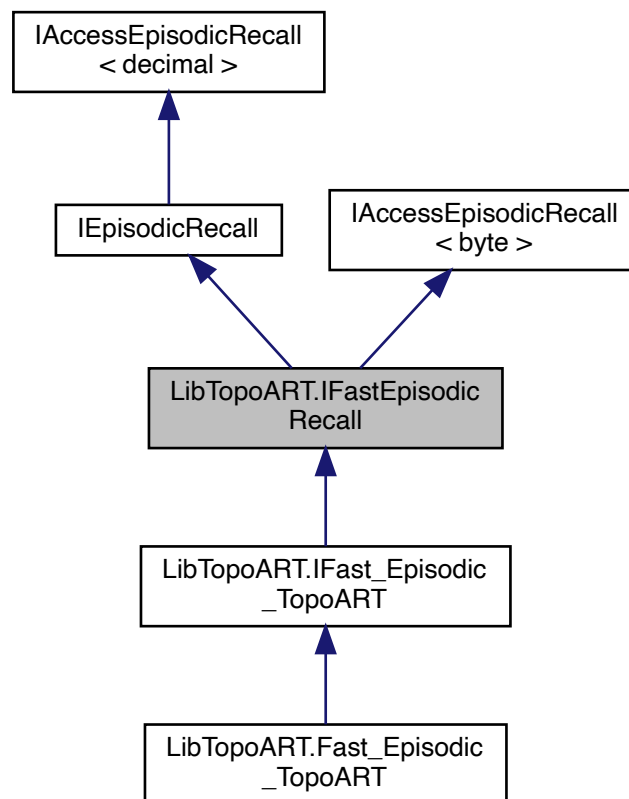 IAccessEpisodicRecall
< decimal >
IEpisodicRecall
IAccessEpisodicRecall
< byte >
LibTopoART.IFastEpisodic
Recall
LibTopoART.IFast_Episodic
_TopoART
LibTopoART.Fast_Episodic
_TopoART